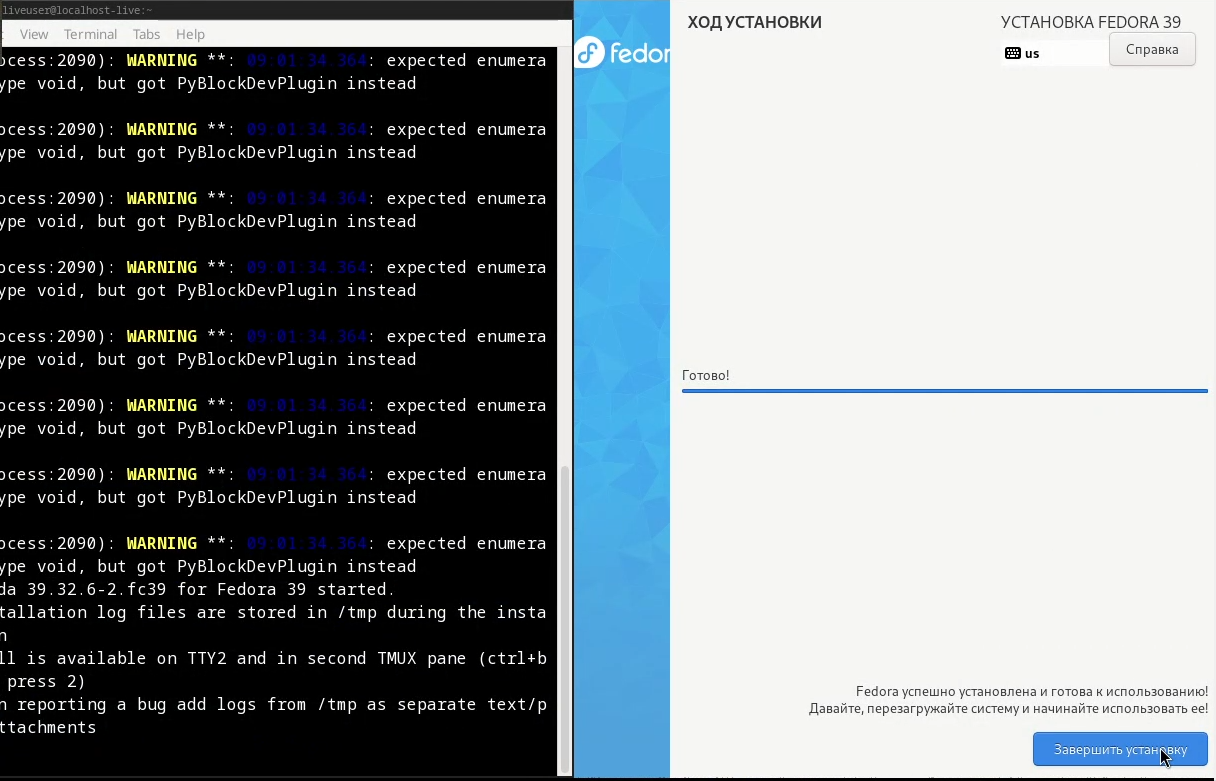 liveuser@localhost-live:~
View Terminal Tabs Help
ocess:2090): WARNING **: 09:01:34.364: expected enumera
ype void, but got PyBlockDevPlugin instead
ocess:2090): WARNING **: 09:01:34.364: expected enumera
ype void, but got PyBlockDevPlugin instead
ocess:2090): WARNING **: 09:01:34.364: expected enumera
ype void, but got PyBlockDevPlugin instead
ocess:2090): WARNING **: 09:01:34.364: expected enumera
ype void, but got PyBlockDevPlugin instead
ocess:2090): WARNING **: 09:01:34.364: expected enumera
ype void, but got PyBlockDevPlugin instead
ocess:2090): WARNING **: 09:01:34.364: expected enumera
ype void, but got PyBlockDevPlugin instead
ocess:2090): WARNING **: 09:01:34.364: expected enumera
ype void, but got PyBlockDevPlugin instead
ocess:2090): WARNING **: 09:01:34.364: expected enumera
ype void, but got PyBlockDevPlugin instead
da 39.32.6-2.fc39 for Fedora 39 started.
tallation log files are stored in /tmp during the insta
n
ll is available on TTY2 and in second TMUX pane (ctrl+b
press 2)
n reporting a bug add logs from /tmp as separate text/p
ttachments
fedor
ХОД УСТАНОВКИ
УСТАНОВКА FEDORA 39
us
Справка
Готово!
Fedora успешно установлена и готова к использованию!
Давайте, перезагружайте систему и начинайте использовать ее!
Завершить установку